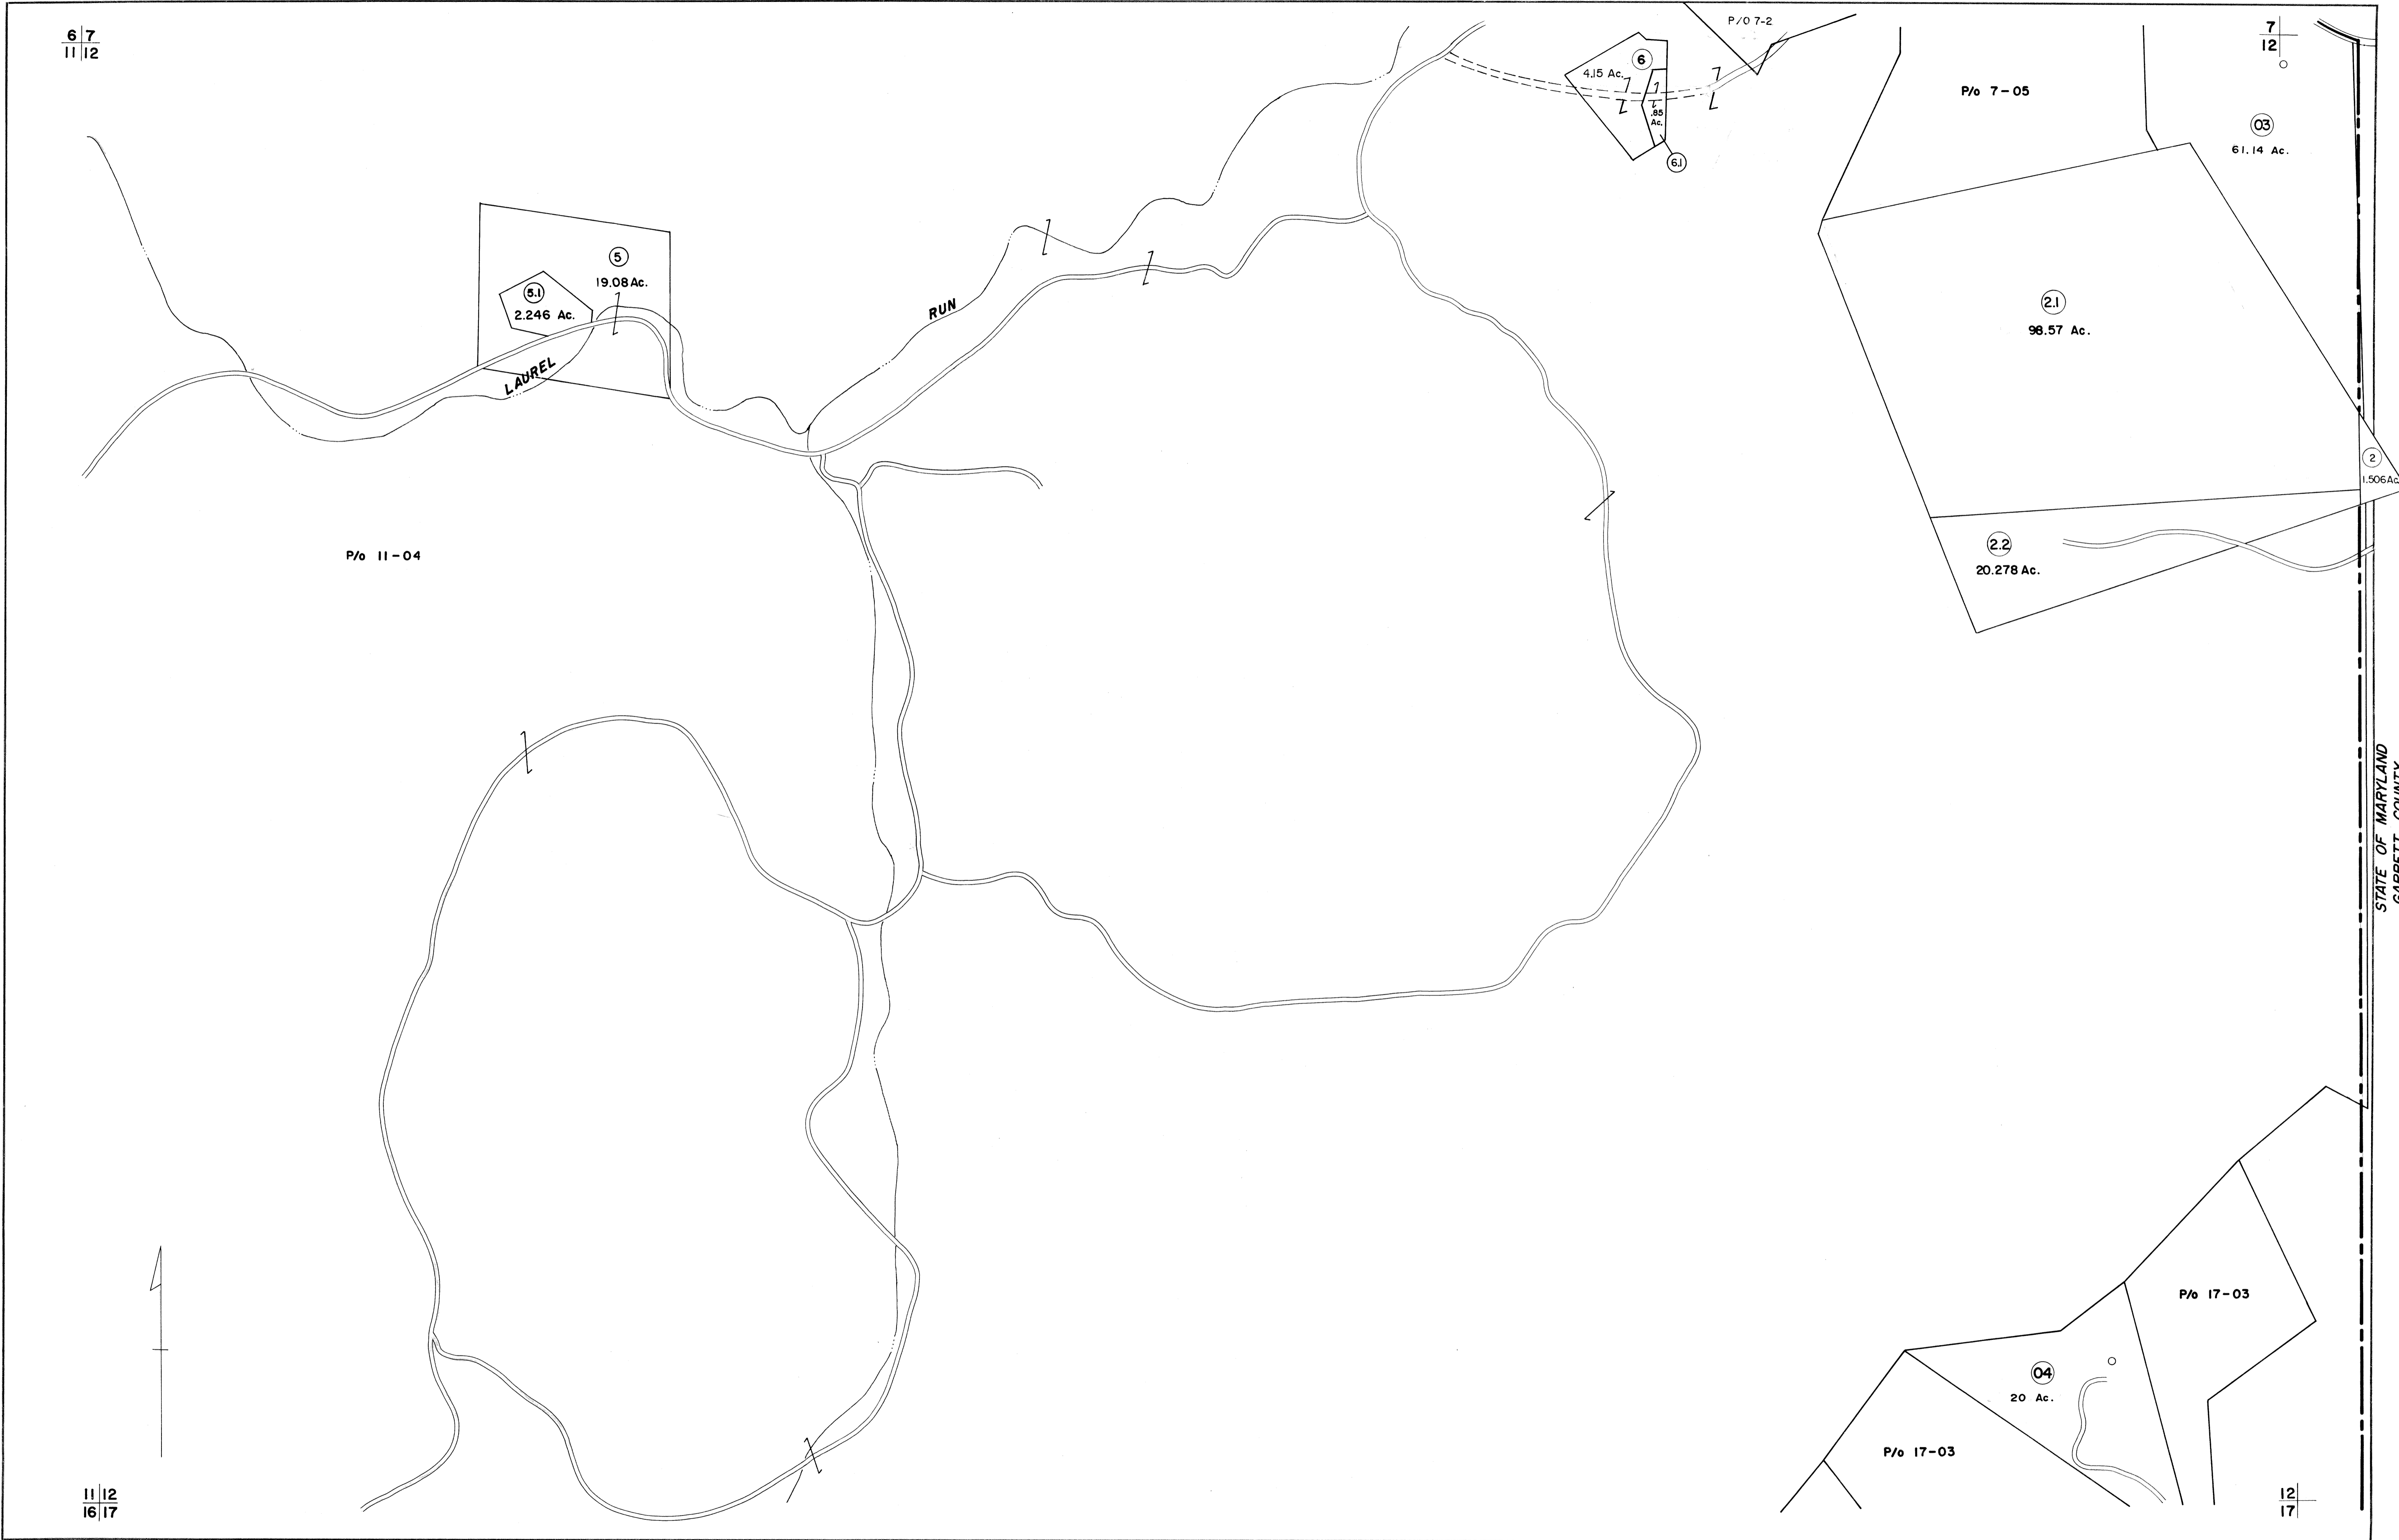 6 7
11 12
P/O 7-2
7
12
6
4.15 Ac.
.85
Ac.
6.1
P/o 7-05
03
61.14 Ac.
5
19.08 Ac.
5.1
2.246 Ac.
LAUREL
RUN
2.1
98.57 Ac.
2
1.506 Ac.
2.2
20.278 Ac.
P/o 11-04
STATE OF MARYLAND
GARRETT COUNTY
P/o 17-03
04
20 Ac.
P/o 17-03
11 12
16 17
12
17